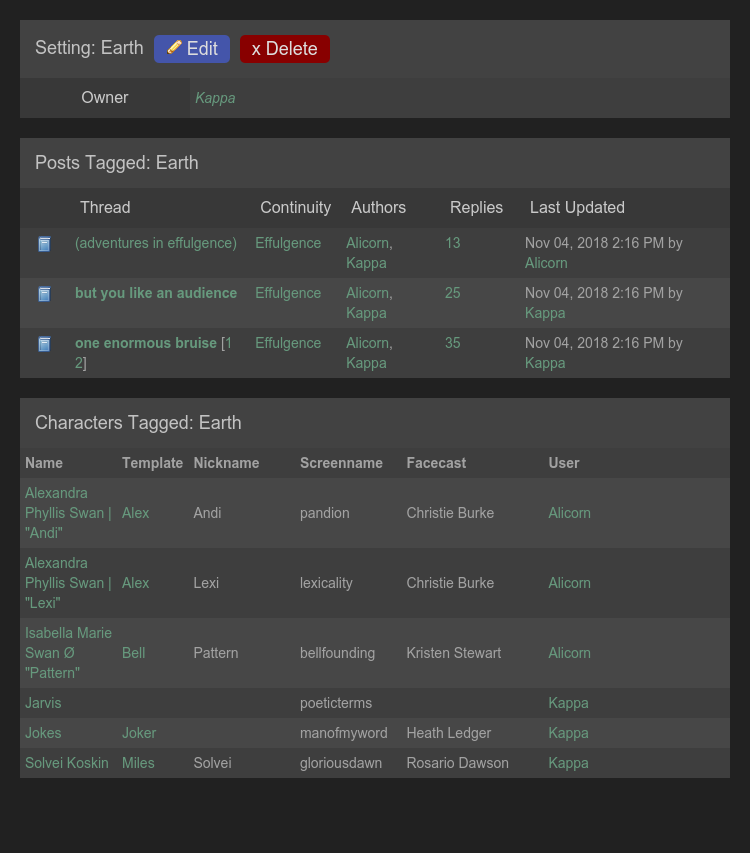 Setting: Earth Edit x Delete
Owner Kappa
Posts Tagged: Earth
Thread Continuity Authors Replies Last Updated
(adventures in effulgence) Effulgence Alicorn, 13 Nov 04, 2018 2:16 PM by
Kappa Alicorn
but you like an audience Effulgence Alicorn, 25 Nov 04, 2018 2:16 PM by
Kappa Kappa
one enormous bruise [1 Effulgence Alicorn, 35 Nov 04, 2018 2:16 PM by
2] Kappa Kappa
Characters Tagged: Earth
Name Template Nickname Screenname Facecast User
Alexandra
Phyllis Swan | Alex Andi pandion Christie Burke Alicorn
"Andi"
Alexandra
Phyllis Swan | Alex Lexi lexicality Christie Burke Alicorn
"Lexi"
Isabella Marie
Swan Ø Bell Pattern bellfounding Kristen Stewart Alicorn
"Pattern"
Jarvis poeticterms Kappa
Jokes Joker manofmyword Heath Ledger Kappa
Solvei Koskin Miles Solvei gloriousdawn Rosario Dawson Kappa